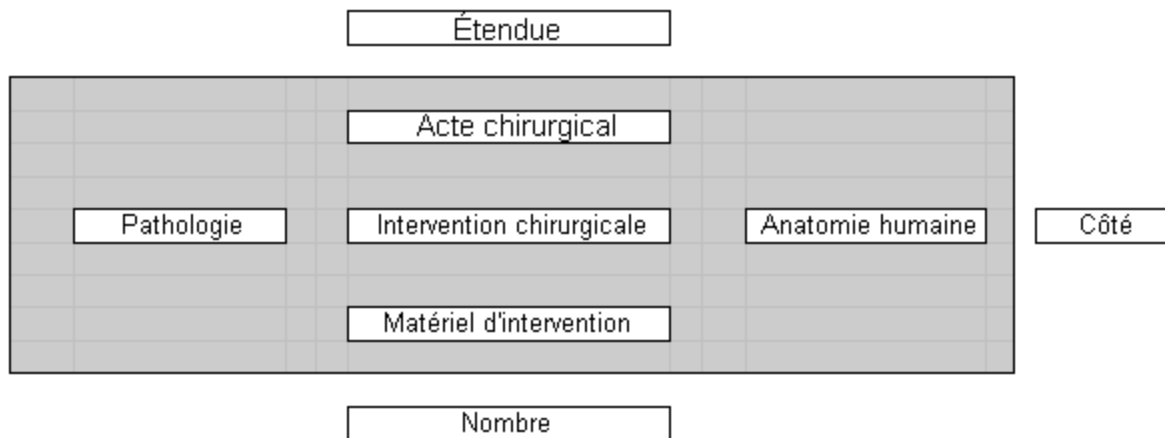 Étendue
Acte chirurgical
Pathologie
Intervention chirurgicale
Anatomie humaine
Côté
Matériel d'intervention
Nombre